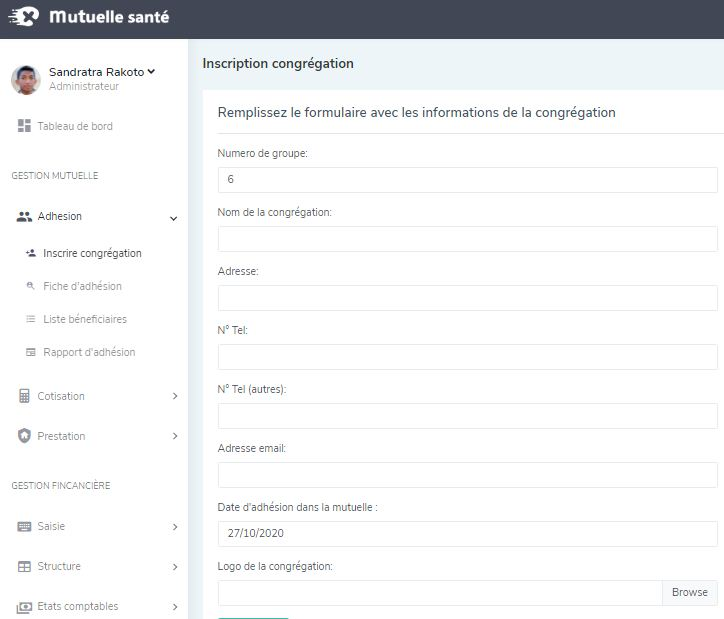 Mutuelle santé
Sandratra Rakoto
Administrateur
Tableau de bord
GESTION MUTUELLE
Adhesion
Inscrire congrégation
Fiche d'adhésion
Liste béneficiaires
Rapport d'adhésion
Cotisation
Prestation
GESTION FINCANCIÈRE
Saisie
Structure
Etats comptables
Inscription congrégation
Remplissez le formulaire avec les informations de la congrégation
Numero de groupe:
6
Nom de la congrégation:
Adresse:
N° Tel:
N° Tel (autres):
Adresse email:
Date d'adhésion dans la mutuelle :
27/10/2020
Logo de la congrégation:
Browse